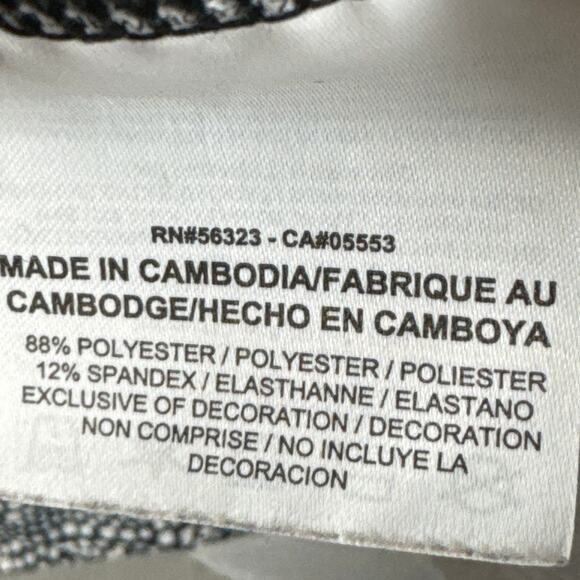 RN#56323 - CA#05553
MADE IN CAMBODIA/FABRIQUE AU
CAMBODGE/HECHO EN CAMBOYA
88% POLYESTER / POLYESTER / POLIESTER
12% SPANDEX / ELASTHANNE / ELASTANO
EXCLUSIVE OF DECORATION / DECORATION
NON COMPRISE / NO INCLUYE LA
DECORACION